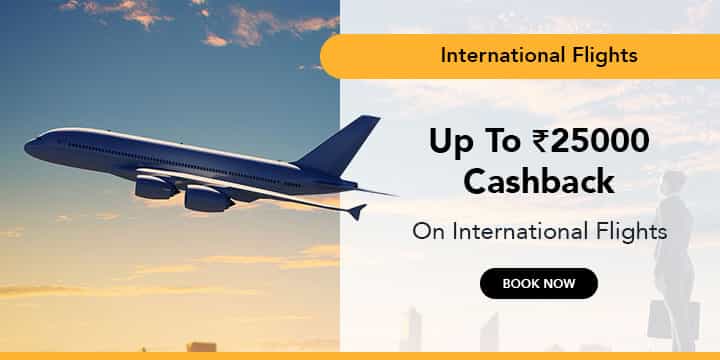 International Flights
Up To ₹25000
Cashback
On International Flights
BOOK NOW